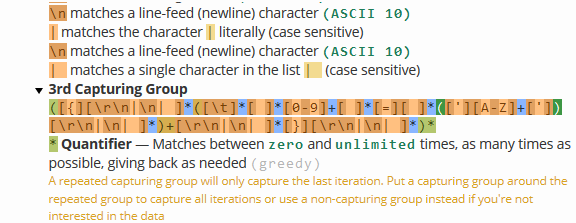 \n matches a line-feed (newline) character (ASCII 10)
| matches the character | literally (case sensitive)
\n matches a line-feed (newline) character (ASCII 10)
|  matches a single character in the list |  (case sensitive)
3rd Capturing Group
([{][\r\n|\n| ]*([\t]*[ ]*[0-9]+[ ]*[=][ ]*(['][A-Z]+['])
[\r\n|\n| ]*)+[\r\n|\n| ]*[}][\r\n|\n| ]*)*
* Quantifier — Matches between zero and unlimited times, as many times as
possible, giving back as needed (greedy)
A repeated capturing group will only capture the last iteration. Put a capturing group around the
repeated group to capture all iterations or use a non-capturing group instead if you're not
interested in the data